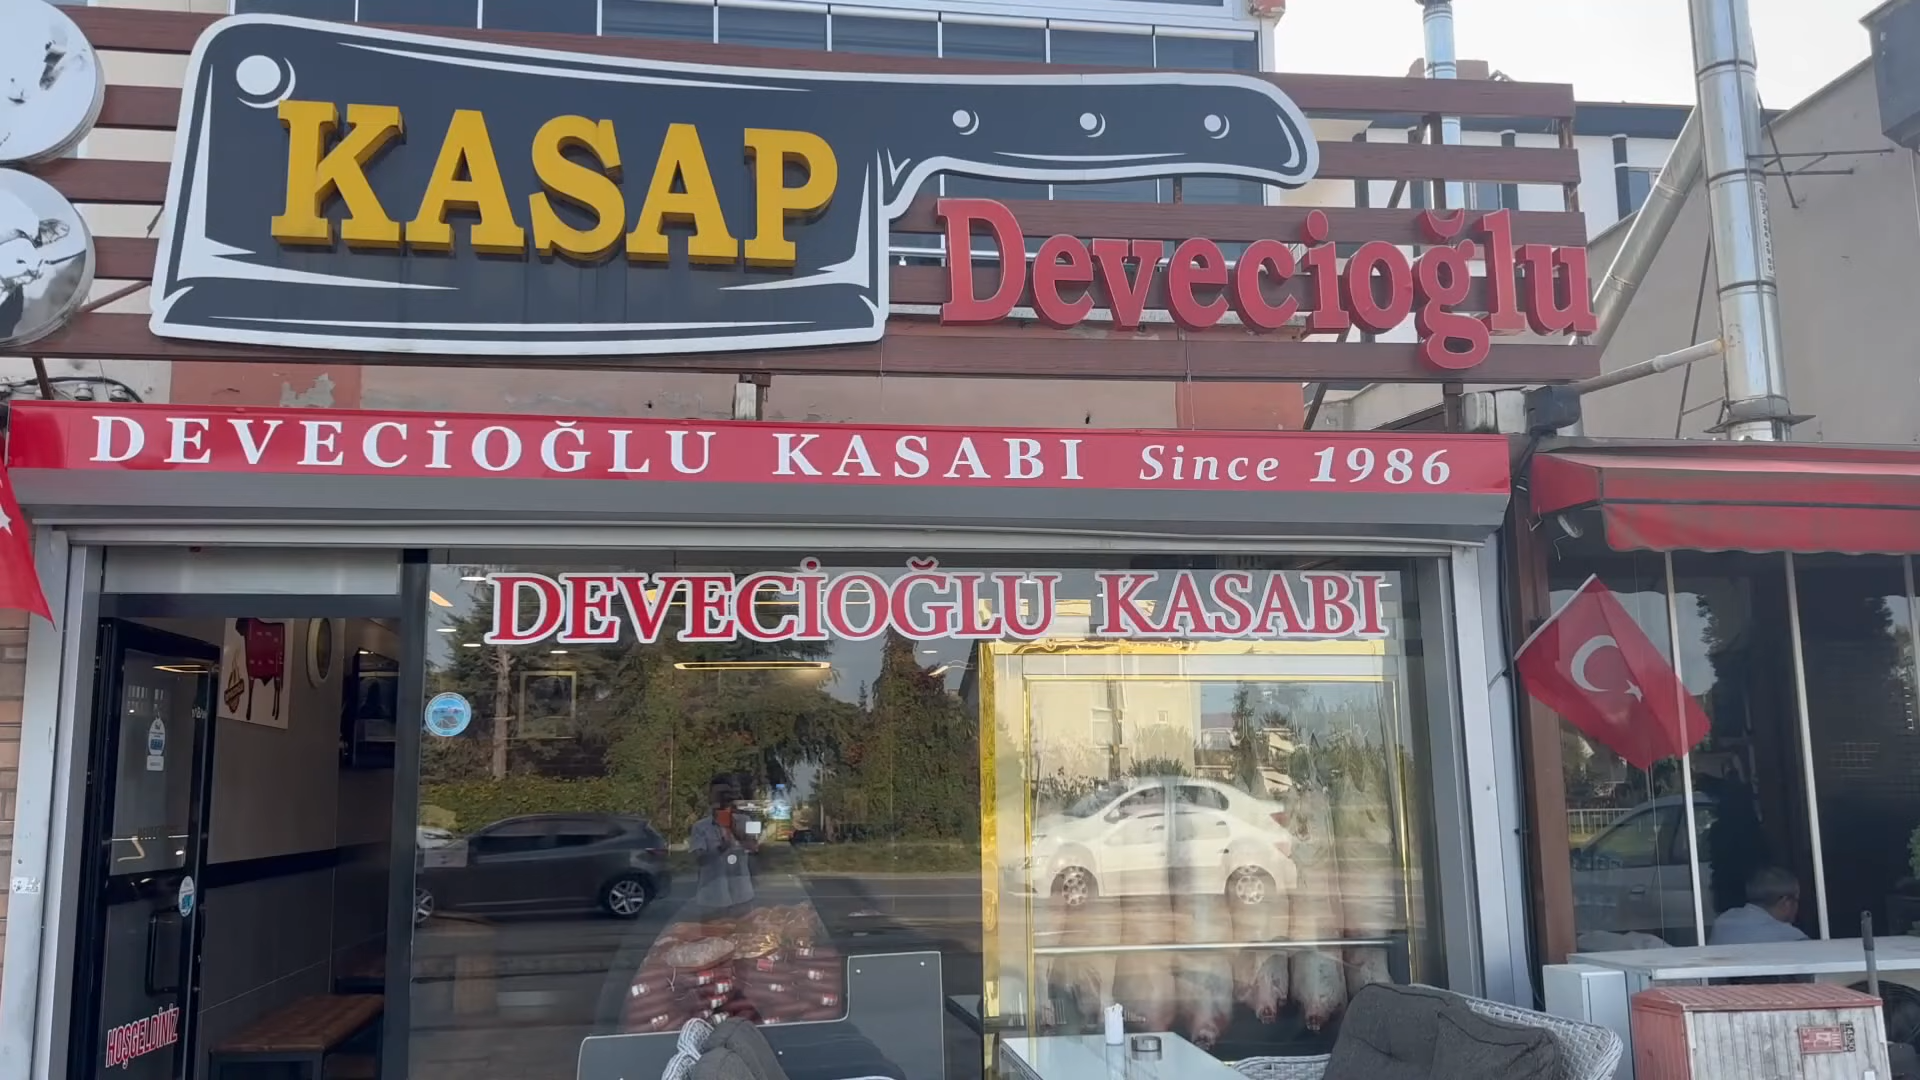 KASAP
Devecioğlu
DEVECİOĞLU KASABI Since 1986
DEVECİOĞLU KASABI
HOŞGELDİNİZ